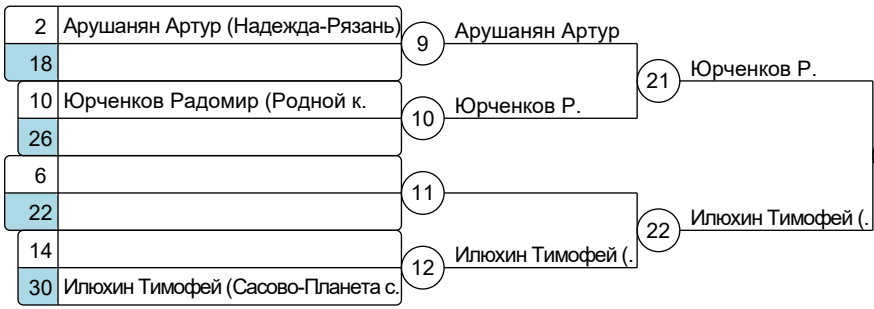 2 Арушанян Артур (Надежда-Рязань)
18
10 Юрченков Радомир (Родной к.
26
6
22
14
30 Илюхин Тимофей (Сасово-Планета с.
9 Арушанян Артур
10 Юрченков Р.
11
12 Илюхин Тимофей (.
21 Юрченков Р.
22 Илюхин Тимофей (.